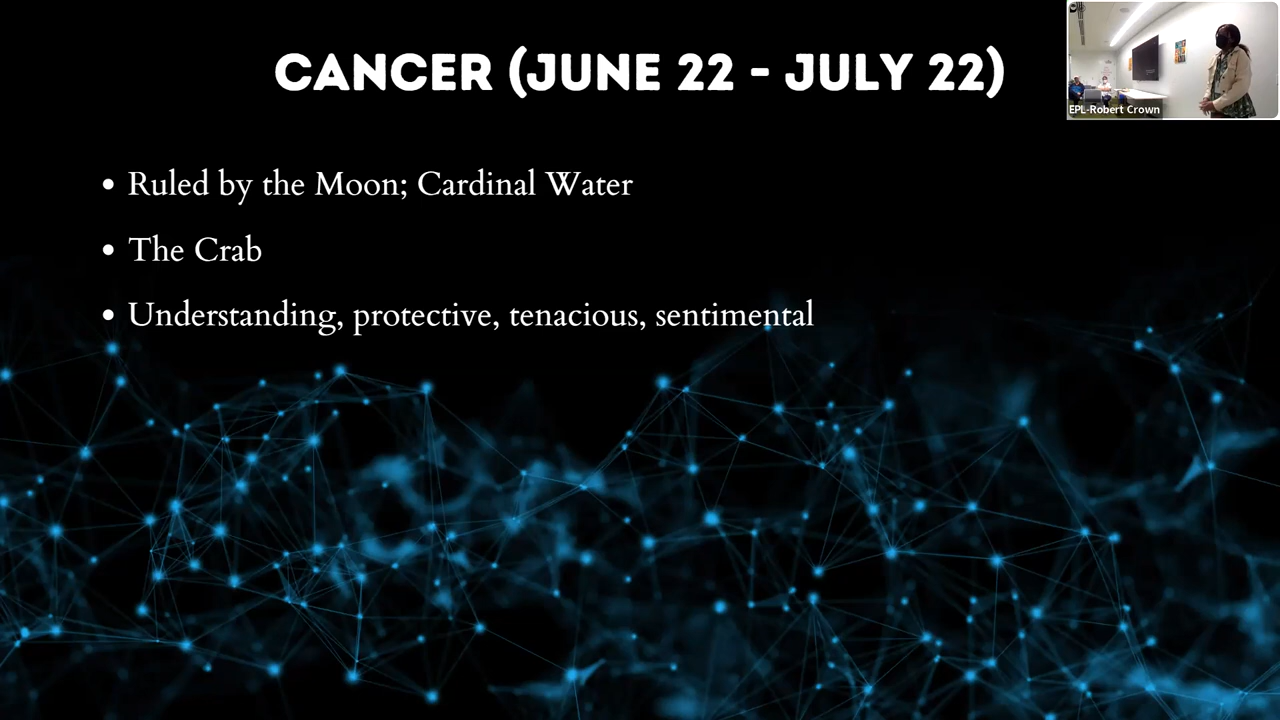 CANCER (JUNE 22 - JULY 22)
• Ruled by the Moon; Cardinal Water
• The Crab
• Understanding, protective, tenacious, sentimental
EPL-Robert Crown